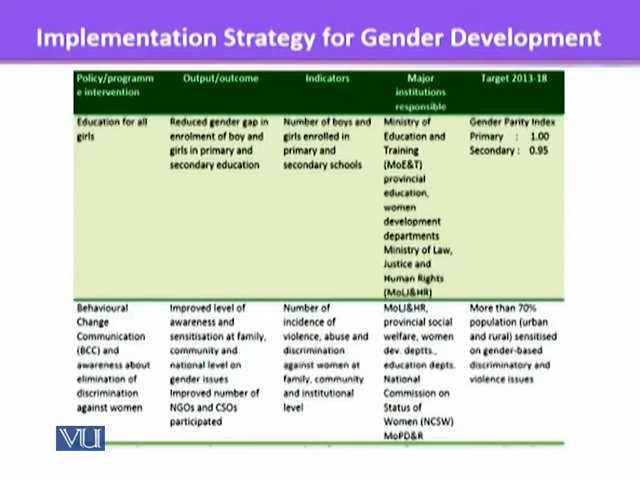 Implementation Strategy for Gender Development
Policy/programm
e intervention
Output/outcome
Indicators
Major
institutions
responsible
Target 2013-18
Education for all
girls
Reduced gender gap in
enrolment of boy and
girls in primary and
secondary education
Number of boys and
girls enrolled in
primary and
secondary schools
Ministry of
Education and
Training
(MoE&T)
provincial
education,
women
development
departments
Ministry of Law,
Justice and
Human Rights
(MoLJ&HR)
Gender Parity Index
Primary : 1.00
Secondary : 0.95
Behavioural
Change
Communication
(BCC) and
awareness about
elimination of
discrimination
against women
Improved level of
awareness and
sensitisation at family,
community and
national level on
gender issues
Improved number of
NGOs and CSOs
participated
Number of
incidence of
violence, abuse and
discrimination
against women at
family, community
and institutional
level
MoLJ&HR,
provincial social
welfare, women
dev. deptts.,
education depts.
National
Commission on
Status of
Women (NCSW)
MoPD&R
More than 70%
population (urban
and rural) sensitised
on gender-based
discriminatory and
violence issues
VU